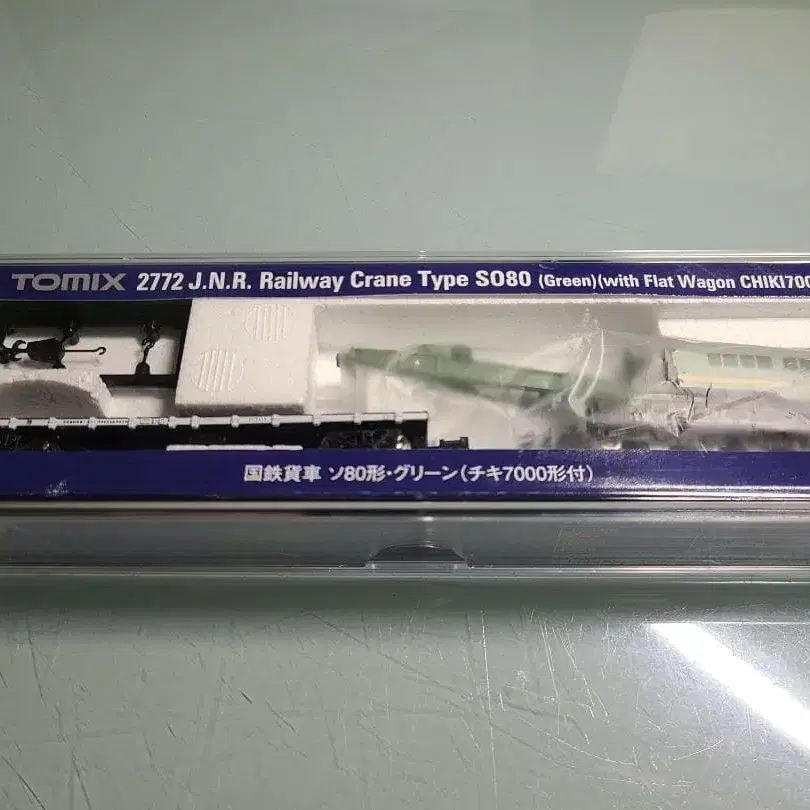 TOMIX 2772 J.N.R. Railway Crane Type SO80 (Green)(with Flat Wagon CHIKI700
国鉄貨車 ソ80形・グリーン(チキ7000形付)